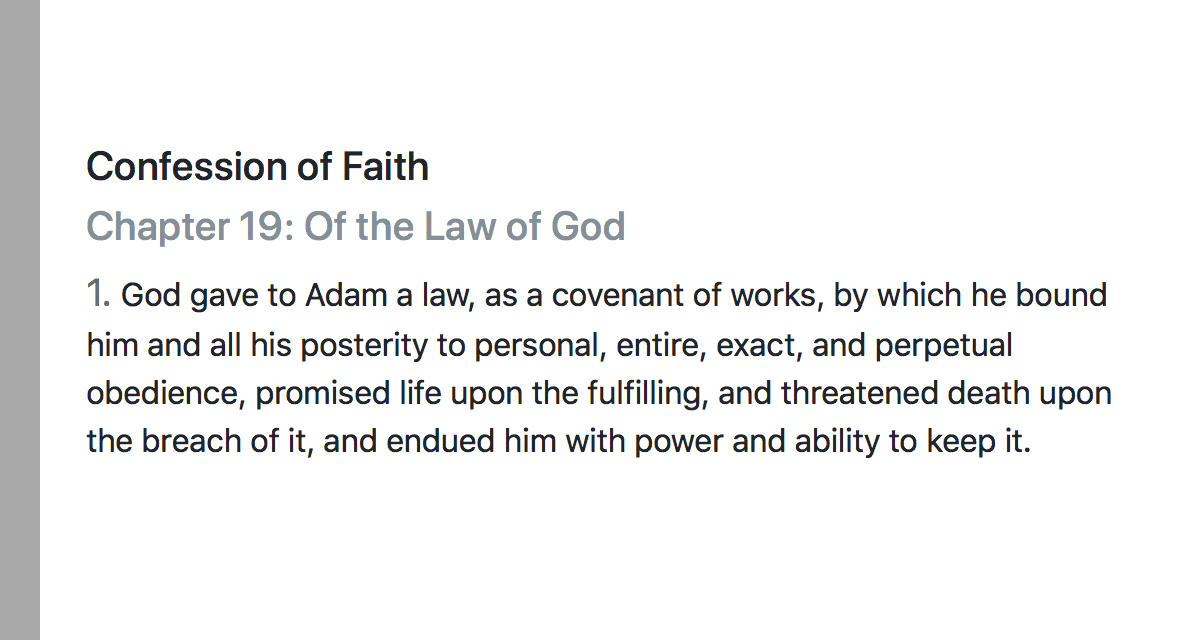 Confession of Faith
Chapter 19: Of the Law of God
1. God gave to Adam a law, as a covenant of works, by which he bound
him and all his posterity to personal, entire, exact, and perpetual
obedience, promised life upon the fulfilling, and threatened death upon
the breach of it, and endued him with power and ability to keep it.